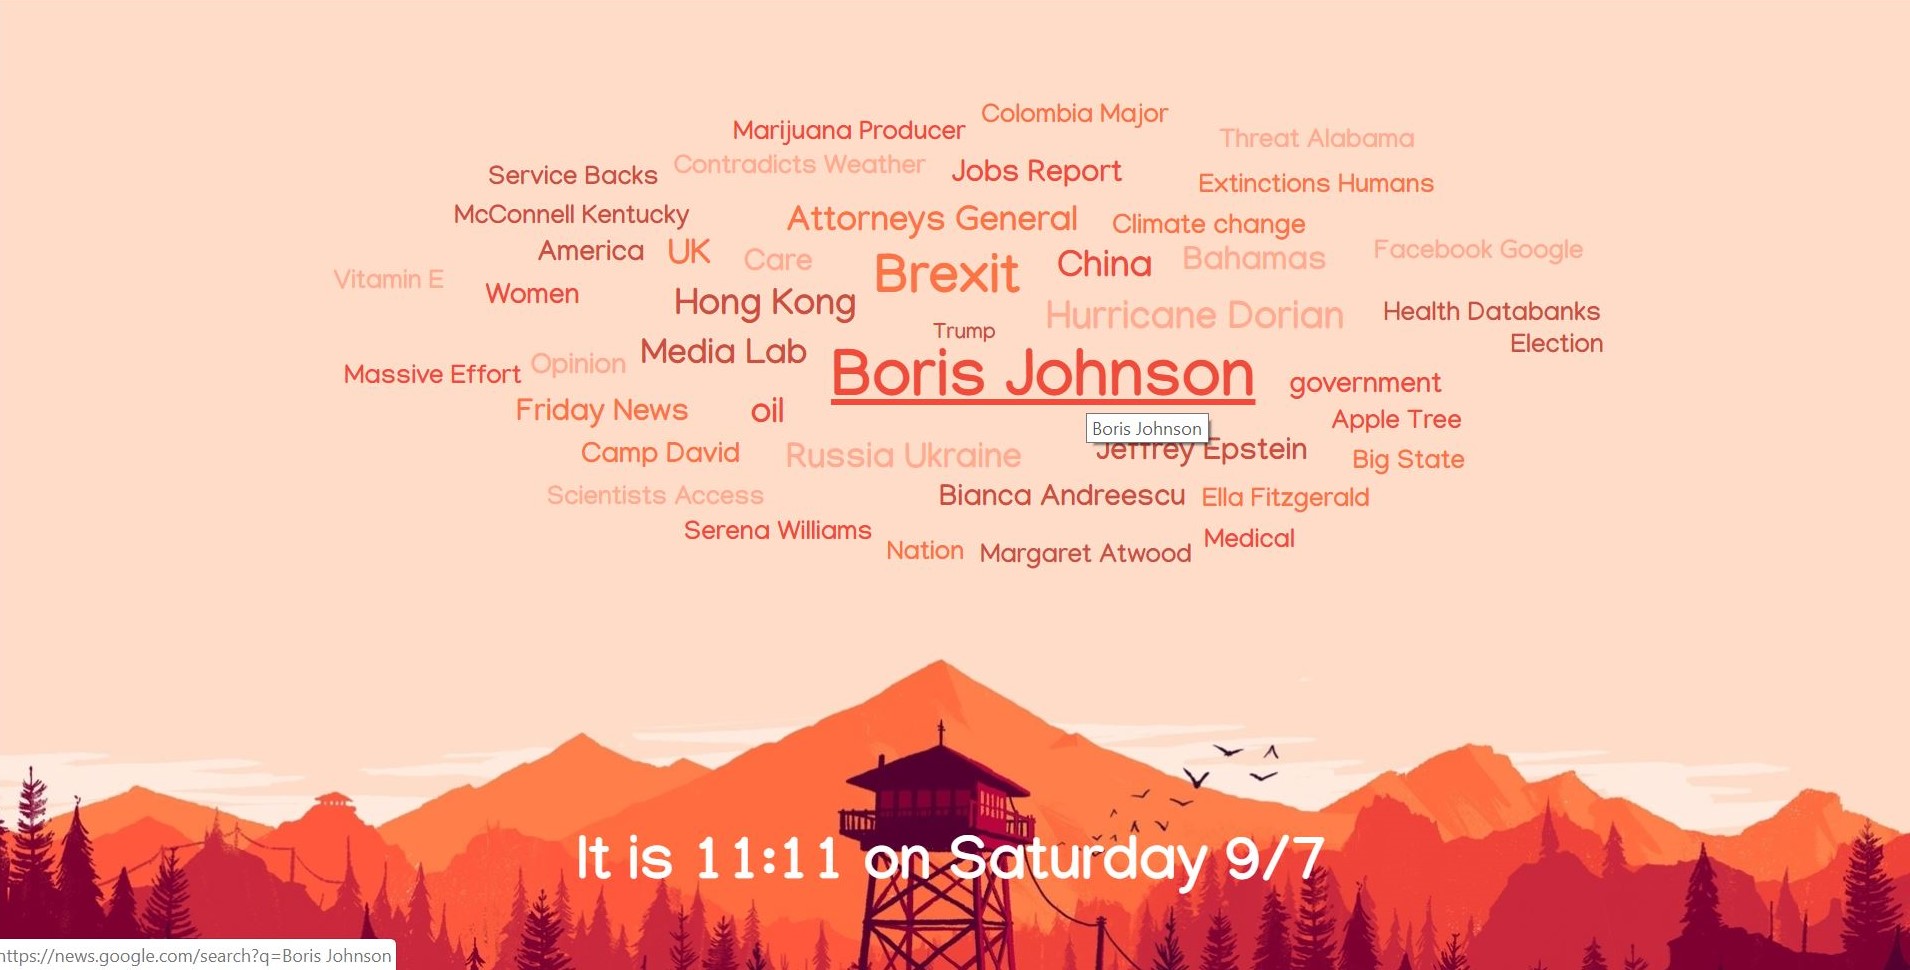 Colombia Major
Marijuana Producer
Threat Alabama
Contradicts Weather
Jobs Report
Service Backs
Extinctions Humans
McConnell Kentucky
Attorneys General
Climate change
America
UK
Care
Brexit
China
Bahamas
Facebook Google
Vitamin E
Women
Hong Kong
Hurricane Dorian
Health Databanks
Trump
Election
Media Lab
Opinion
Massive Effort
Boris Johnson
government
Friday News
oil
Apple Tree
Boris Johnson
Camp David
Russia Ukraine
Jeffrey Epstein
Big State
Scientists Access
Bianca Andreescu
Ella Fitzgerald
Serena Williams
Nation
Margaret Atwood
Medical
It is 11:11 on Saturday 9/7
https://news.google.com/search?q=Boris Johnson